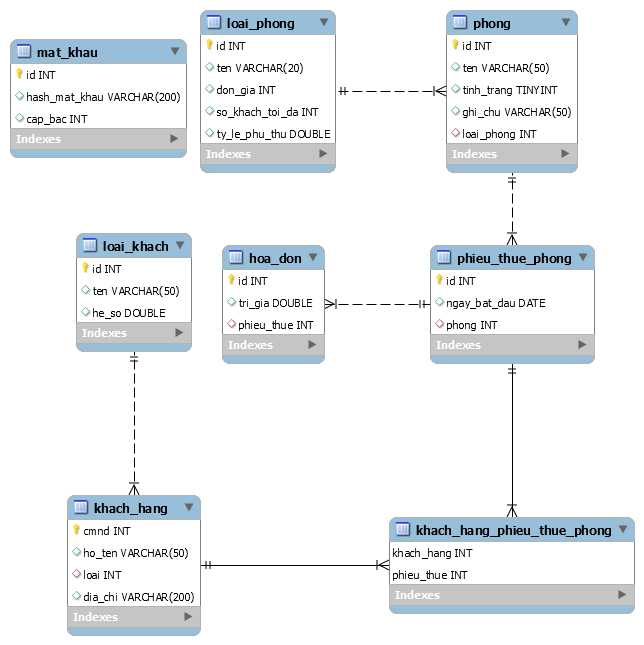 mat_khau
id INT
hash_mat_khau VARCHAR(200)
cap_bac INT
Indexes
loai_phong
id INT
ten VARCHAR(20)
don_gia INT
so_khach_toi_da INT
ty_le_phu_thu DOUBLE
Indexes
phong
id INT
ten VARCHAR(50)
tinh_trang TINYINT
ghi_chu VARCHAR(50)
loai_phong INT
Indexes
loai_khach
id INT
ten VARCHAR(50)
he_so DOUBLE
Indexes
hoa_don
id INT
tri_gia DOUBLE
phieu_thue INT
Indexes
phieu_thue_phong
id INT
ngay_bat_dau DATE
phong INT
Indexes
khach_hang
cmnd INT
ho_ten VARCHAR(50)
loai INT
dia_chi VARCHAR(200)
Indexes
khach_hang_phieu_thue_phong
khach_hang INT
phieu_thue INT
Indexes